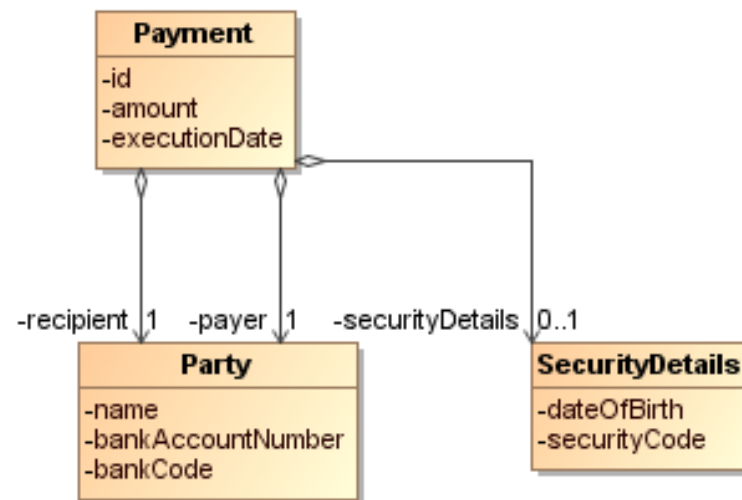 Payment
-id
-amount
-executionDate
-recipient 1 -payer 1 -securityDetails 0..1
Party
-name
-bankAccountNumber
-bankCode
SecurityDetails
-dateOfBirth
-securityCode